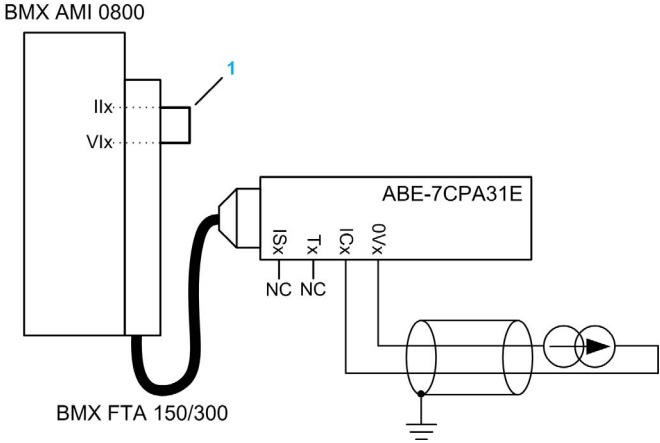 BMX AMI 0800
1
IIx
VIx
ABE-7CPA31E
ISx
Tx
ICx
0Vx
NC
NC
BMX FTA 150/300